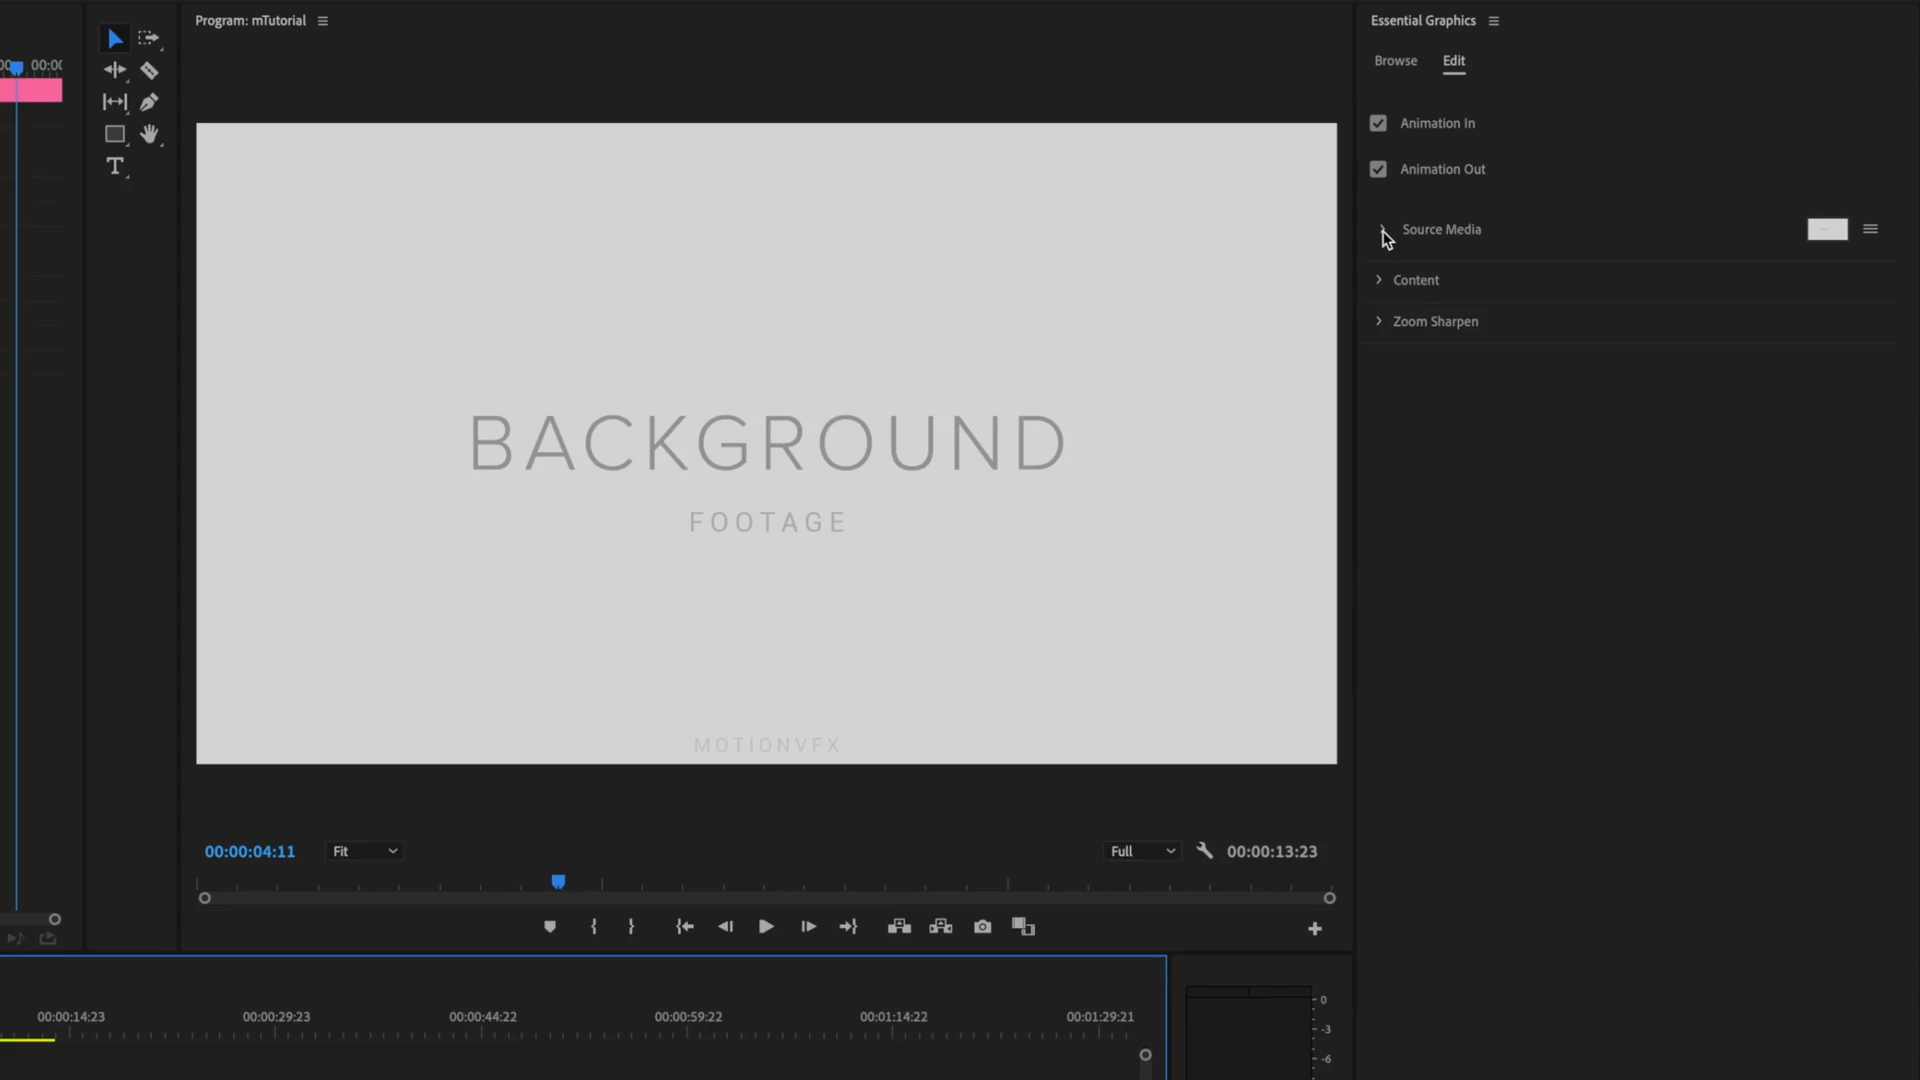 Program: mTutorial
Essential Graphics
Browse
Edit
00:00
Animation In
Animation Out
Source Media
Content
Zoom Sharpen
BACKGROUND
FOOTAGE
MOTIONVFX
00:00:04:11
Fit
Full
00:00:13:23
00:00:14:23
00:00:29:23
00:00:44:22
00:00:59:22
00:01:14:22
00:01:29:21
0
-3
-6